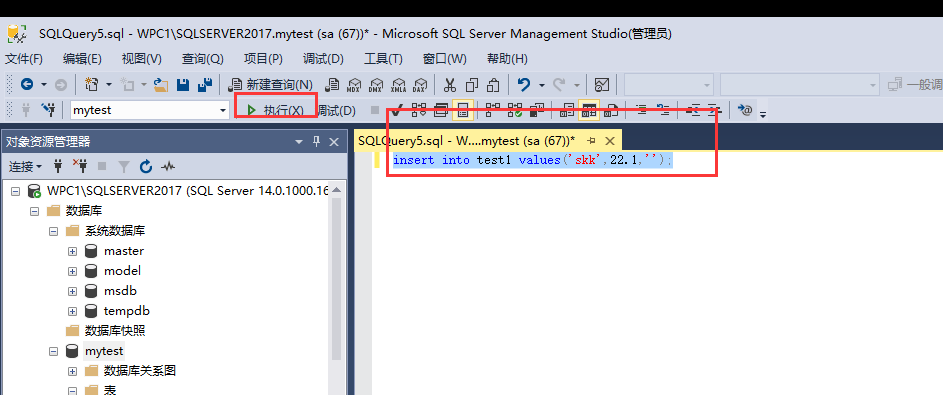 SQLQuery5.sql - WPC1\SQLSERVER2017.mytest (sa (67))* - Microsoft SQL Server Management Studio(管理员)
文件(F) 编辑(E) 视图(V) 查询(Q) 项目(P) 调试(D) 工具(T) 窗口(W) 帮助(H)
新建查询(N) MDX DMX XMLA DAX 一般调
mytest 执行(X) 调试(D)
对象资源管理器
SQLQuery5.sql - W....mytest (sa (67))*
连接
insert into test1 values('skk',22.1,'');
WPC1\SQLSERVER2017 (SQL Server 14.0.1000.16
数据库
系统数据库
master
model
msdb
tempdb
数据库快照
mytest
数据库关系图
表